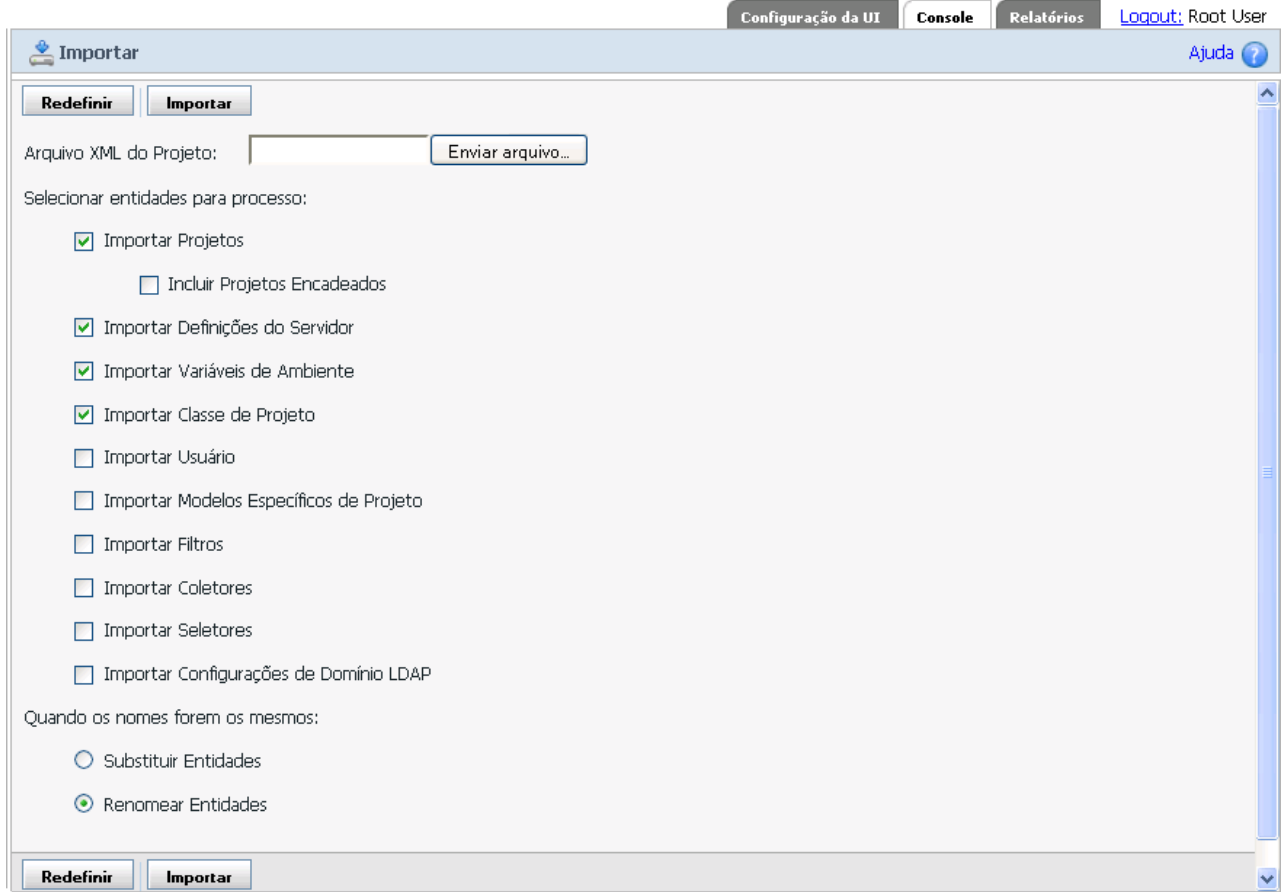 Configuração da UI Console Relatórios Logout: Root User
Importar Ajuda ?
Redefinir Importar
Arquivo XML do Projeto: Enviar arquivo...
Selecionar entidades para processo:
Importar Projetos
Incluir Projetos Encadeados
Importar Definições do Servidor
Importar Variáveis de Ambiente
Importar Classe de Projeto
Importar Usuário
Importar Modelos Específicos de Projeto
Importar Filtros
Importar Coletores
Importar Seletores
Importar Configurações de Domínio LDAP
Quando os nomes forem os mesmos:
Substituir Entidades
Renomear Entidades
Redefinir Importar